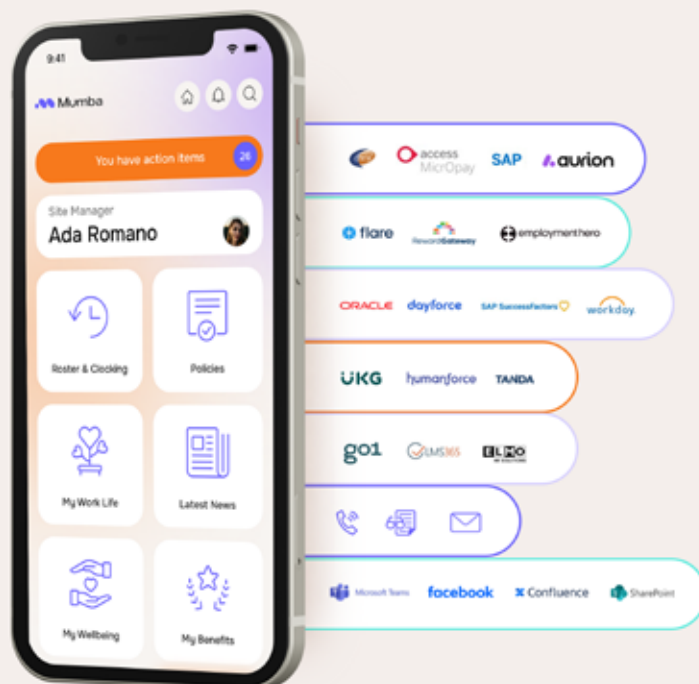 9:41
Mumba
You have action items 26
Site Manager
Ada Romano
Roster & Clocking
Policies
My Work Life
Latest News
My Wellbeing
My Benefits
access
MicrOpay
SAP
aurion
flare
RewardGateway
employmenthero
ORACLE
dayforce
SAP SuccessFactors
workday.
UKG
humanforce
TANDA
go1
LMS365
ELMO
Microsoft Teams
facebook
Confluence
SharePoint